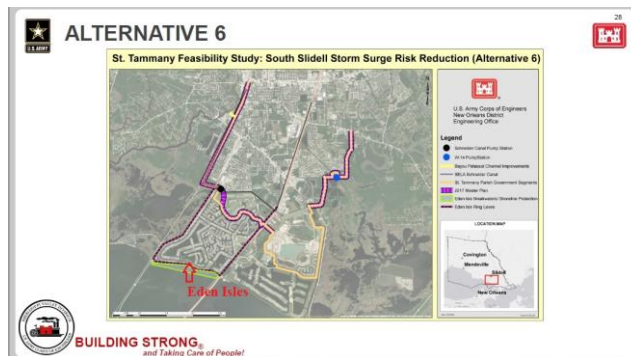 28
U.S. ARMY
ALTERNATIVE 6
St. Tammany Feasibility Study: South Slidell Storm Surge Risk Reduction (Alternative 6)
U.S. Army Corps of Engineers
New Orleans District
Engineering Office
Legend
Schneider Canal Pump Station
W-14 Pump Station
Bayou Patassat Channel Improvements
SELA Schneider Canal
St. Tammany Parish Government Segments
2017 Master Plan
Eden Isle Breakwaters/ Shoreline Protection
Eden Isle Ring Levee
LOCATION MAP
Covington
Mandeville
Slidell
New Orleans
Eden Isles
BUILDING STRONG®
and Taking Care of People!